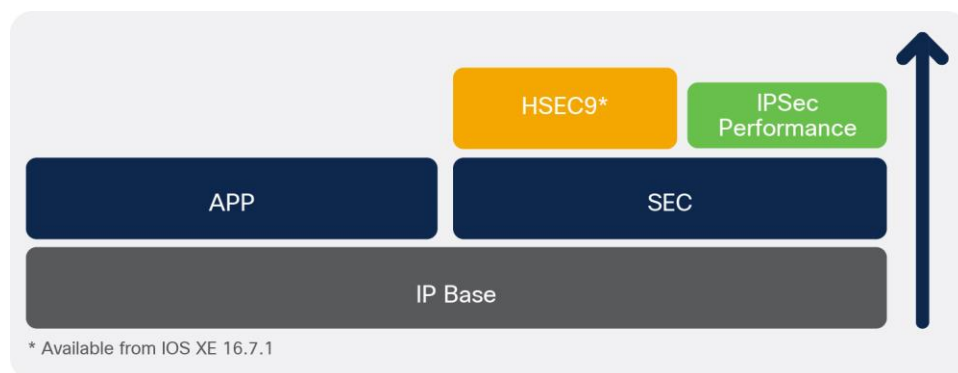 HSEC9*
IPSec
Performance
APP
SEC
IP Base
* Available from IOS XE 16.7.1